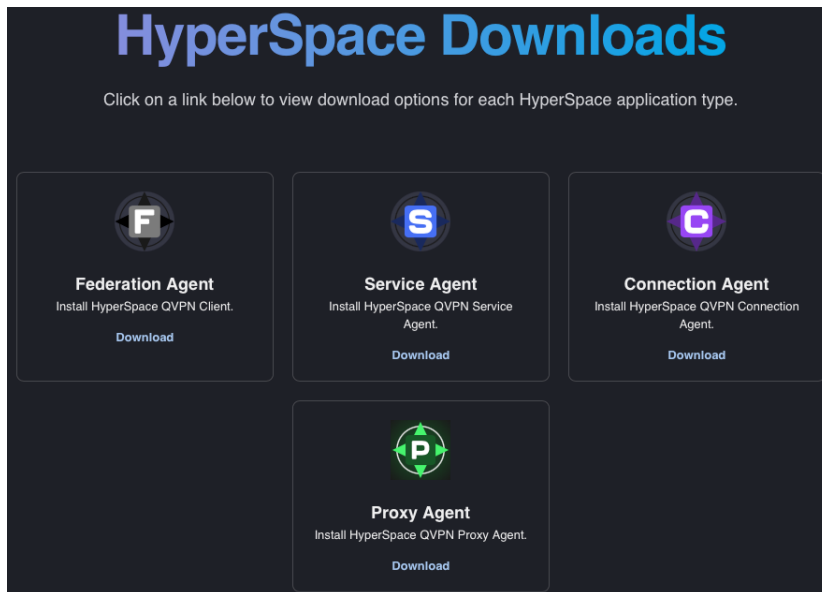 HyperSpace Downloads
Click on a link below to view download options for each HyperSpace application type.
F
Federation Agent
Install HyperSpace QVPN Client.
Download
S
Service Agent
Install HyperSpace QVPN Service
Agent.
Download
C
Connection Agent
Install HyperSpace QVPN Connection
Agent.
Download
P
Proxy Agent
Install HyperSpace QVPN Proxy Agent.
Download